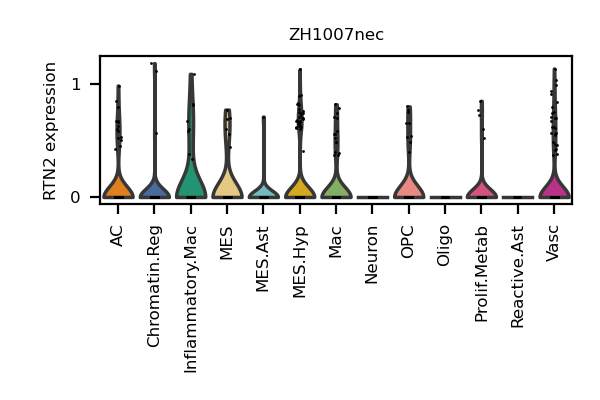 ZH1007nec
RTN2 expression
1
0
AC
Chromatin.Reg
Inflammatory.Mac
MES
MES.Ast
MES.Hyp
Mac
Neuron
OPC
Oligo
Prolif.Metab
Reactive.Ast
Vasc